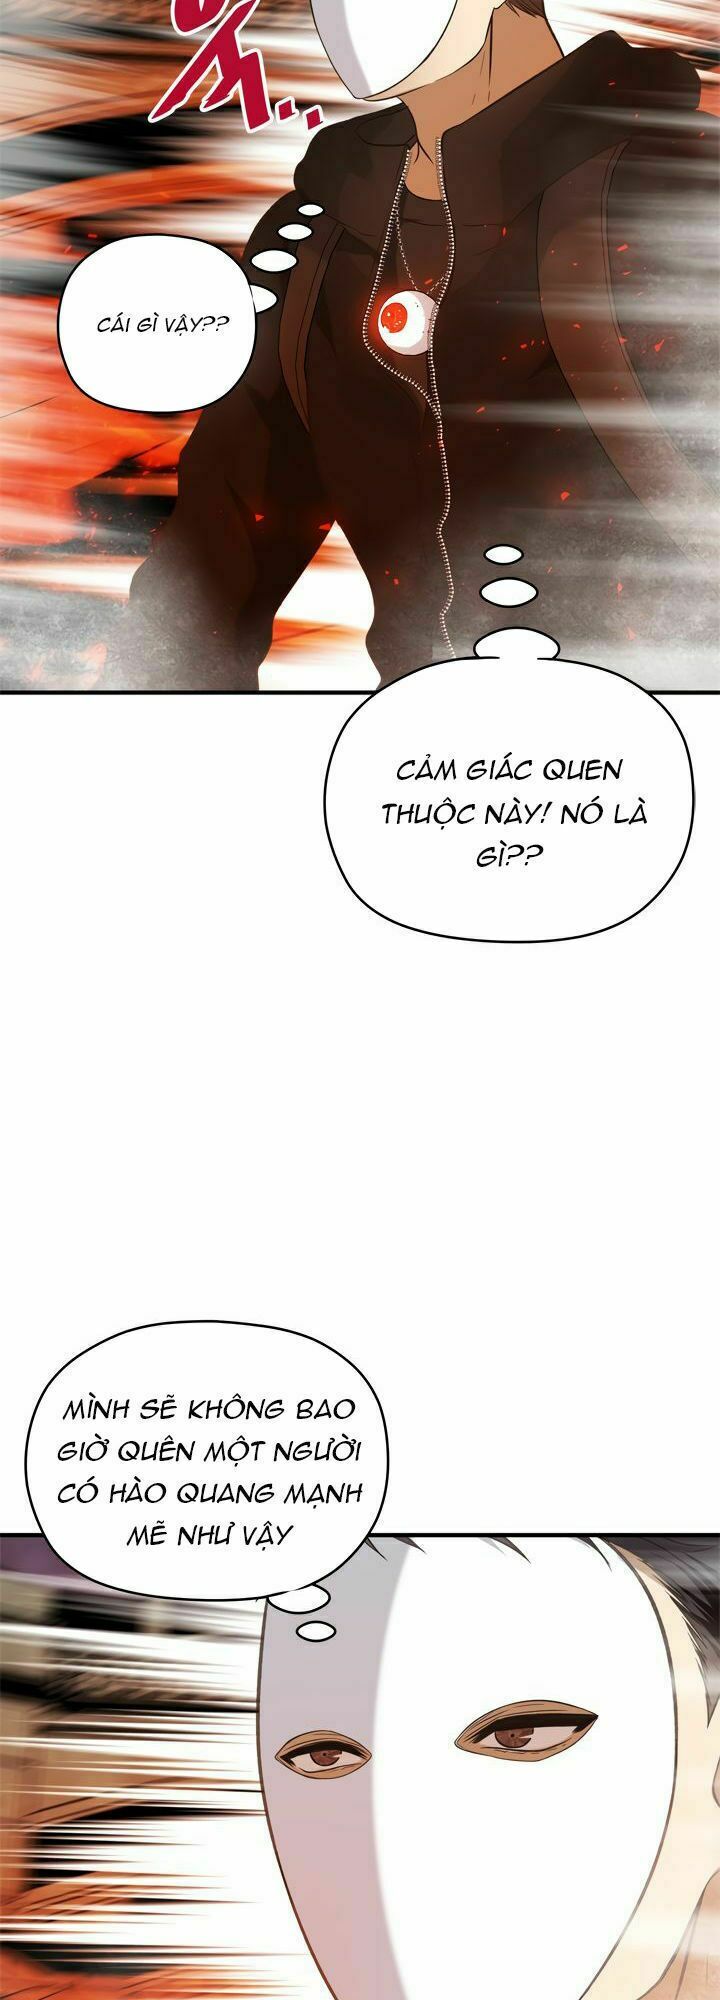 CÁI GÌ VẬY??
CẢM GIÁC QUEN
THUỘC NÀY! NÓ LÀ
GÌ??
MÌNH SẼ KHÔNG BAO
GIỜ QUÊN MỘT NGƯỜI
CÓ HÀO QUANG MẠNH
MẼ NHƯ VẬY